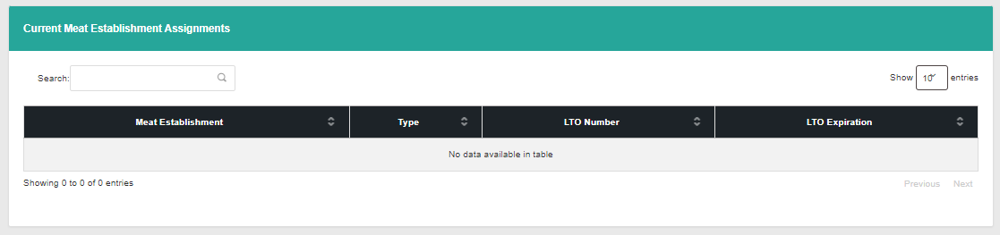 Current Meat Establishment Assignments
Search:
Show 10 entries
Meat Establishment Type LTO Number LTO Expiration
No data available in table
Showing 0 to 0 of 0 entries
Previous Next